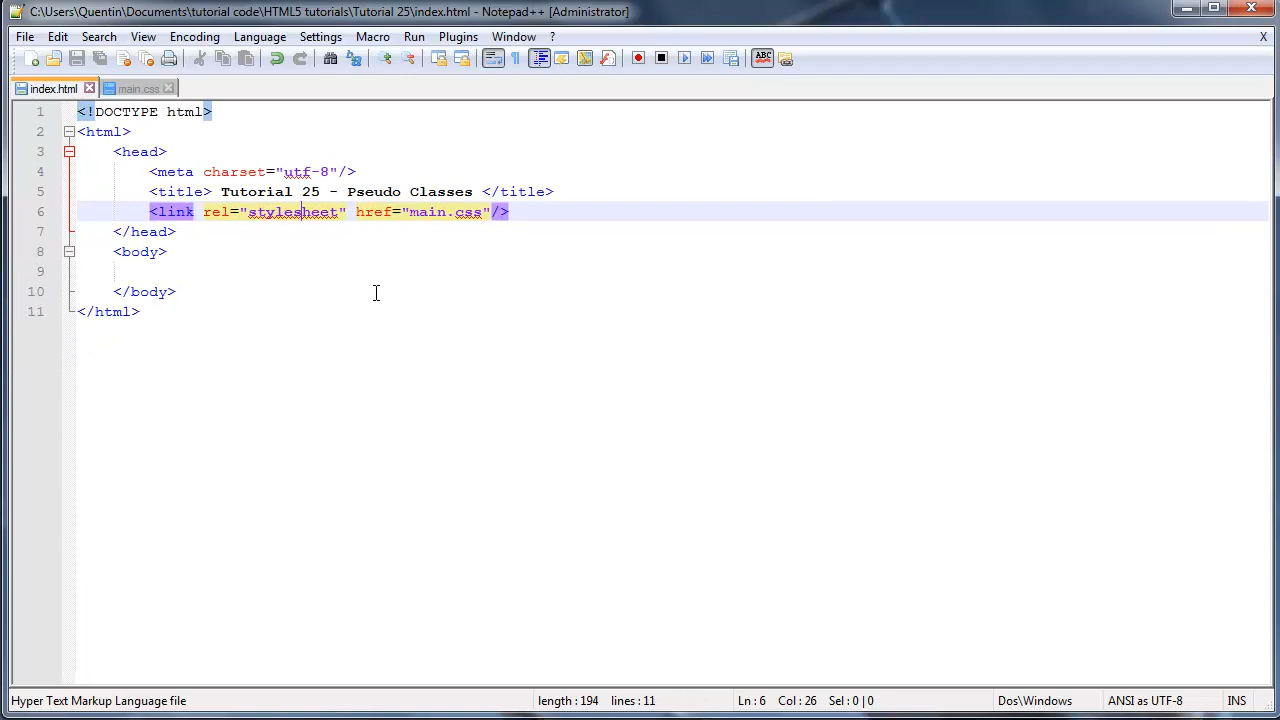 C:\Users\Quentin\Documents\tutorial code\HTML5 tutorials\Tutorial 25\index.html - Notepad++ [Administrator]
File Edit Search View Encoding Language Settings Macro Run Plugins Window ? X
ABC
index.html main.css
1 <!DOCTYPE html>
2 <html>
3 <head>
4 <meta charset="utf-8"/>
5 <title> Tutorial 25 - Pseudo Classes </title>
6 <link rel="stylesheet" href="main.css"/>
7 </head>
8 <body>
9
10 </body>
11 </html>
Hyper Text Markup Language file length : 194 lines : 11 Ln : 6 Col : 26 Sel : 0 | 0 Dos\Windows ANSI as UTF-8 INS